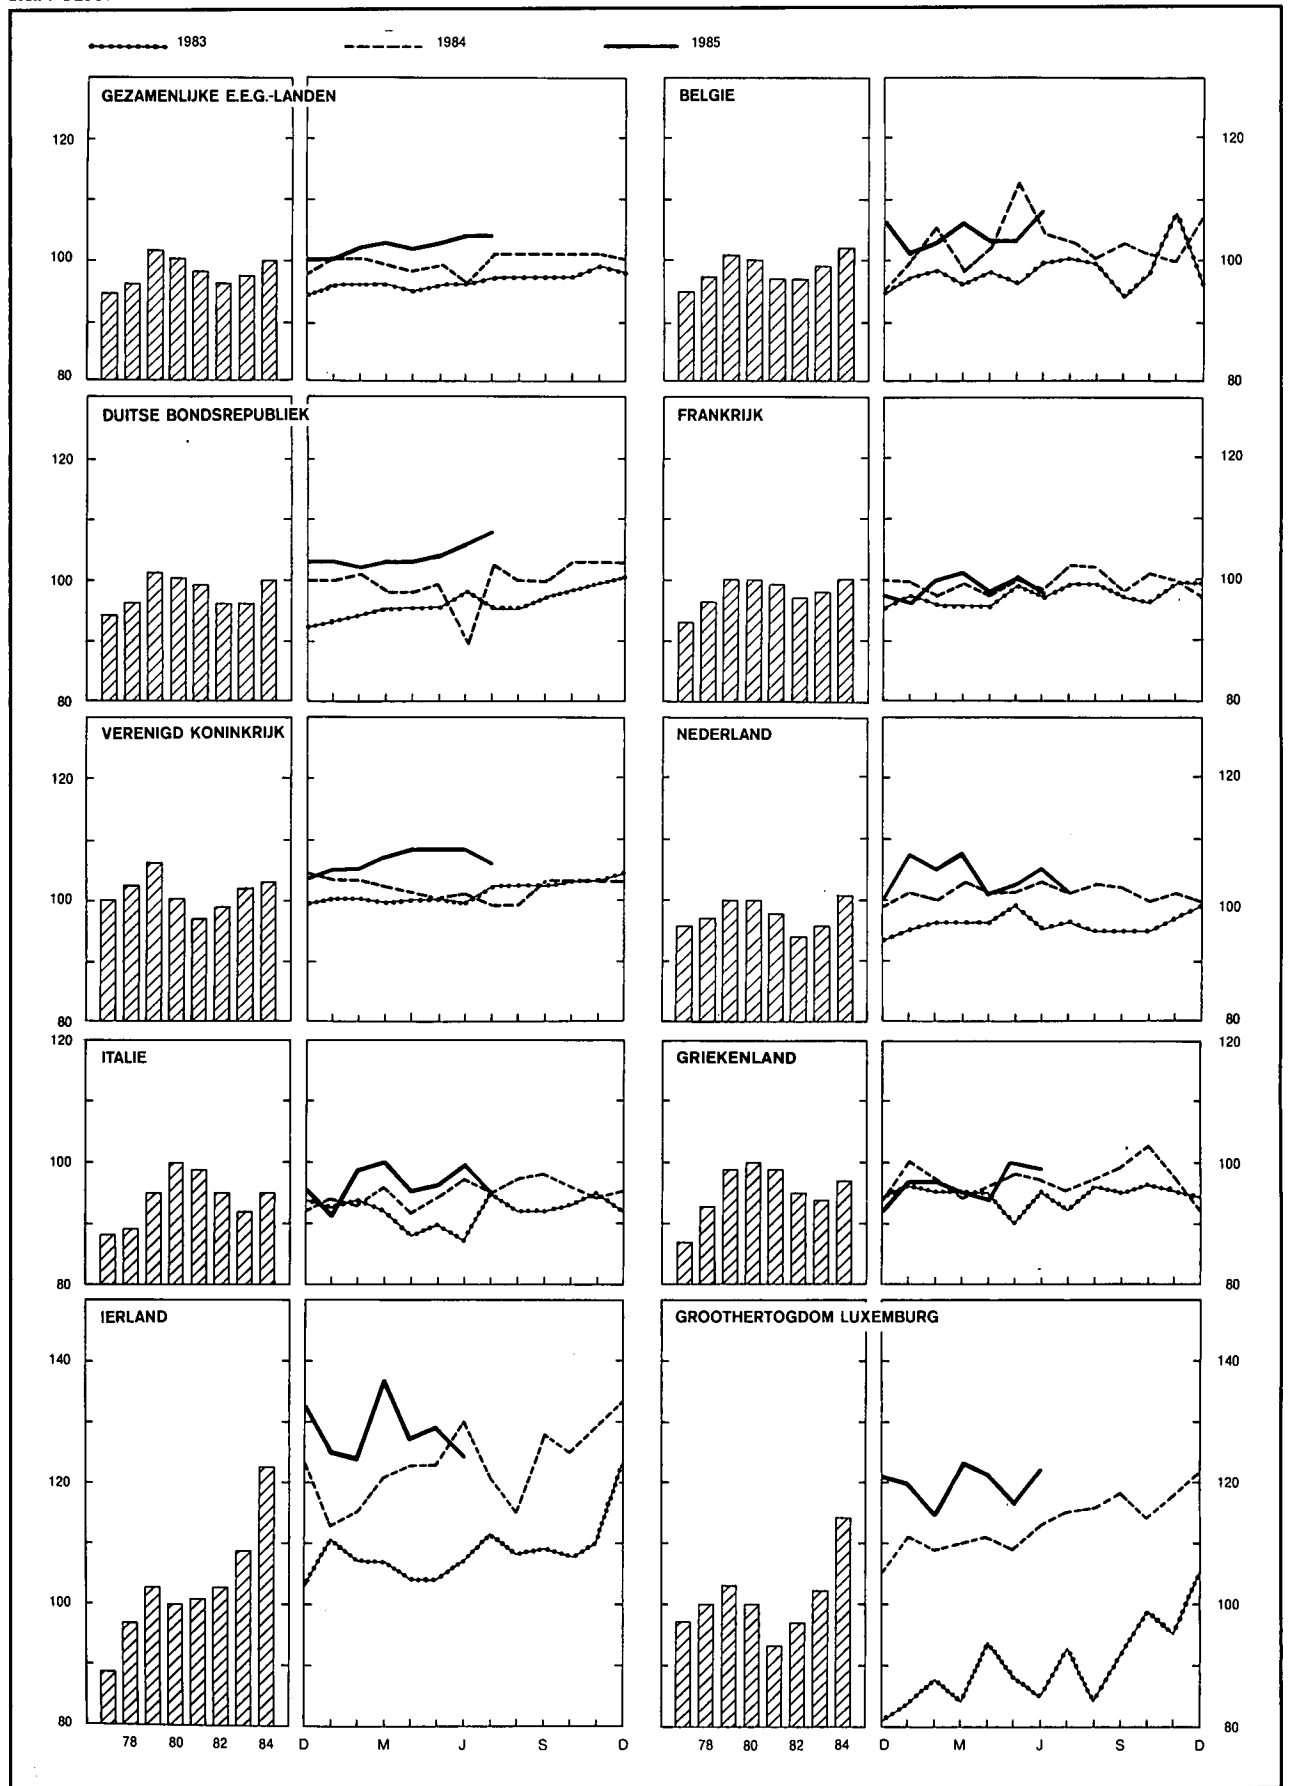 1983 1984 1985
GEZAMENLIJKE E.E.G.-LANDEN
BELGIE
120 120
100 100
80 80
DUITSE BONDSREPUBLIEK
FRANKRIJK
120 120
100 100
80 80
VERENIGD KONINKRIJK
NEDERLAND
120 120
100 100
80 80
120 120
ITALIE
GRIEKENLAND
100 100
80 80
IERLAND
GROOTHERTOGDOM LUXEMBURG
140 140
120 120
100 100
80 80
78 80 82 84 D M J S D 78 80 82 84 D M J S D